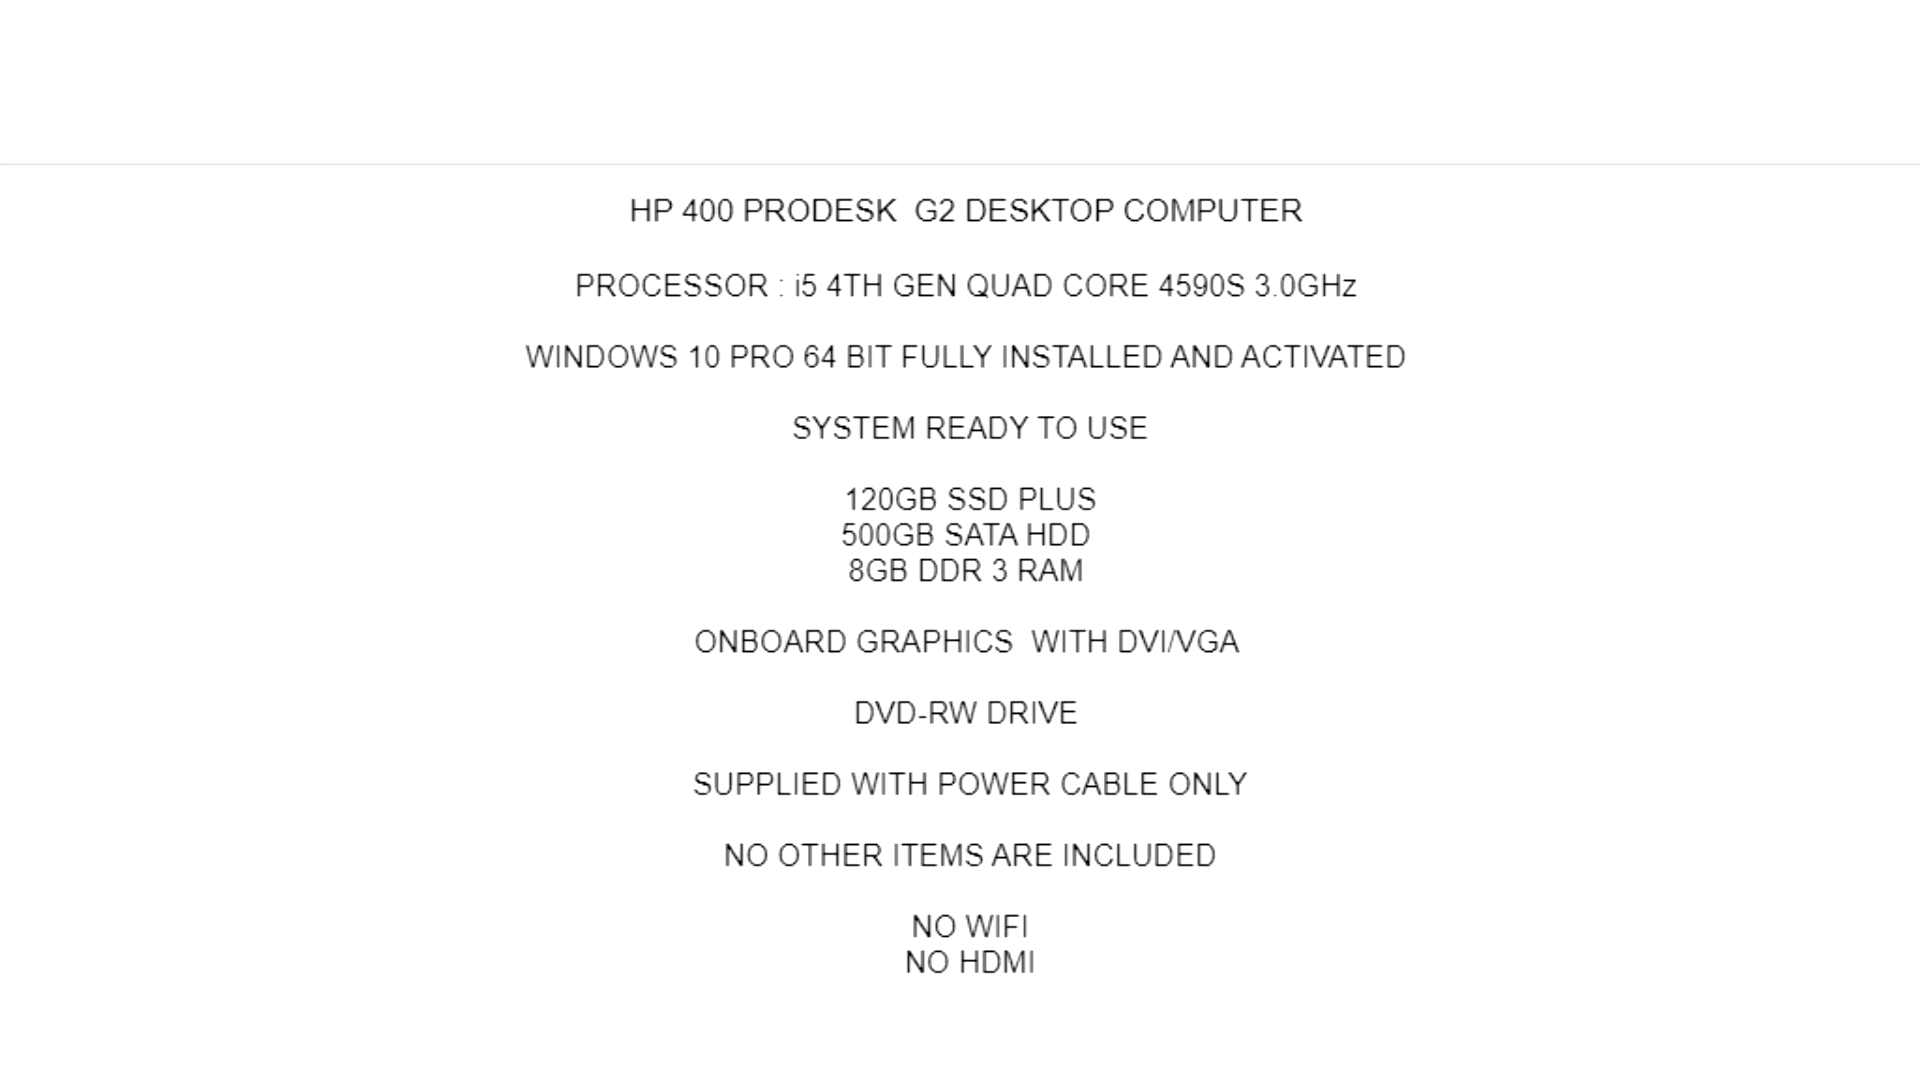 HP 400 PRODESK  G2 DESKTOP COMPUTER
PROCESSOR : i5 4TH GEN QUAD CORE 4590S 3.0GHz
WINDOWS 10 PRO 64 BIT FULLY INSTALLED AND ACTIVATED
SYSTEM READY TO USE
120GB SSD PLUS
500GB SATA HDD
8GB DDR 3 RAM
ONBOARD GRAPHICS  WITH DVI/VGA
DVD-RW DRIVE
SUPPLIED WITH POWER CABLE ONLY
NO OTHER ITEMS ARE INCLUDED
NO WIFI
NO HDMI